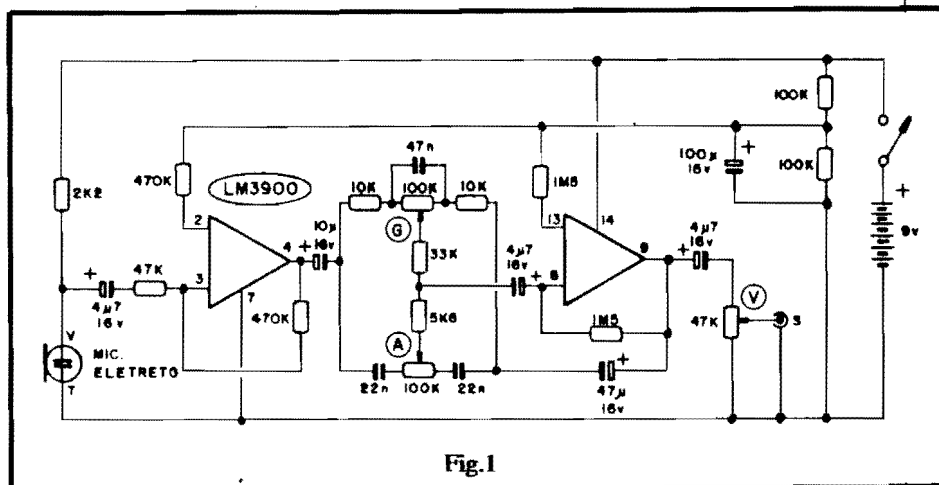 100K
47n
100µ
16v
100K
470K
LM3900
1M5
2K2
10K
100K
10K
10µ
16v
2
4
G
13
14
9
4µ7
16v
9v
33K
4µ7
16v
8
47K
3
7
V
4µ7
16v
470K
5K6
1M5
47K
S
V
A
MIC.
ELETRETO
T
22n
100K
22n
47µ
16v
Fig.1